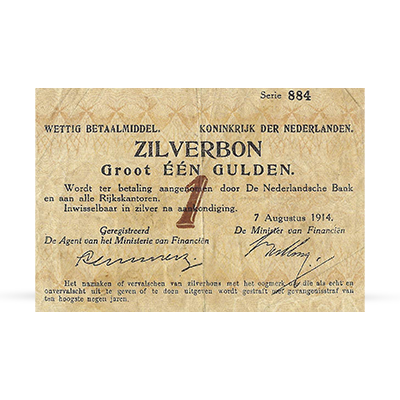 Serie 884
WETTIG BETAALMIDDEL. KONINKRIJK DER NEDERLANDEN.
ZILVERBON
Groot ÉÉN GULDEN.
1
Wordt ter betaling aangenomen door De Nederlandsche Bank
en aan alle Rijkskantoren.
Inwisselbaar in zilver na aankondiging.
7 Augustus 1914.
Geregistreerd De Minister van Financiën
De Agent van het Ministerie van Financiën
Het namaken of vervalschen van zilverbons met het oogmerk om die als echt en
onvervalscht uit te geven of te doen uitgeven wordt gestraft met gevangenisstraf van
ten hoogste negen jaren.